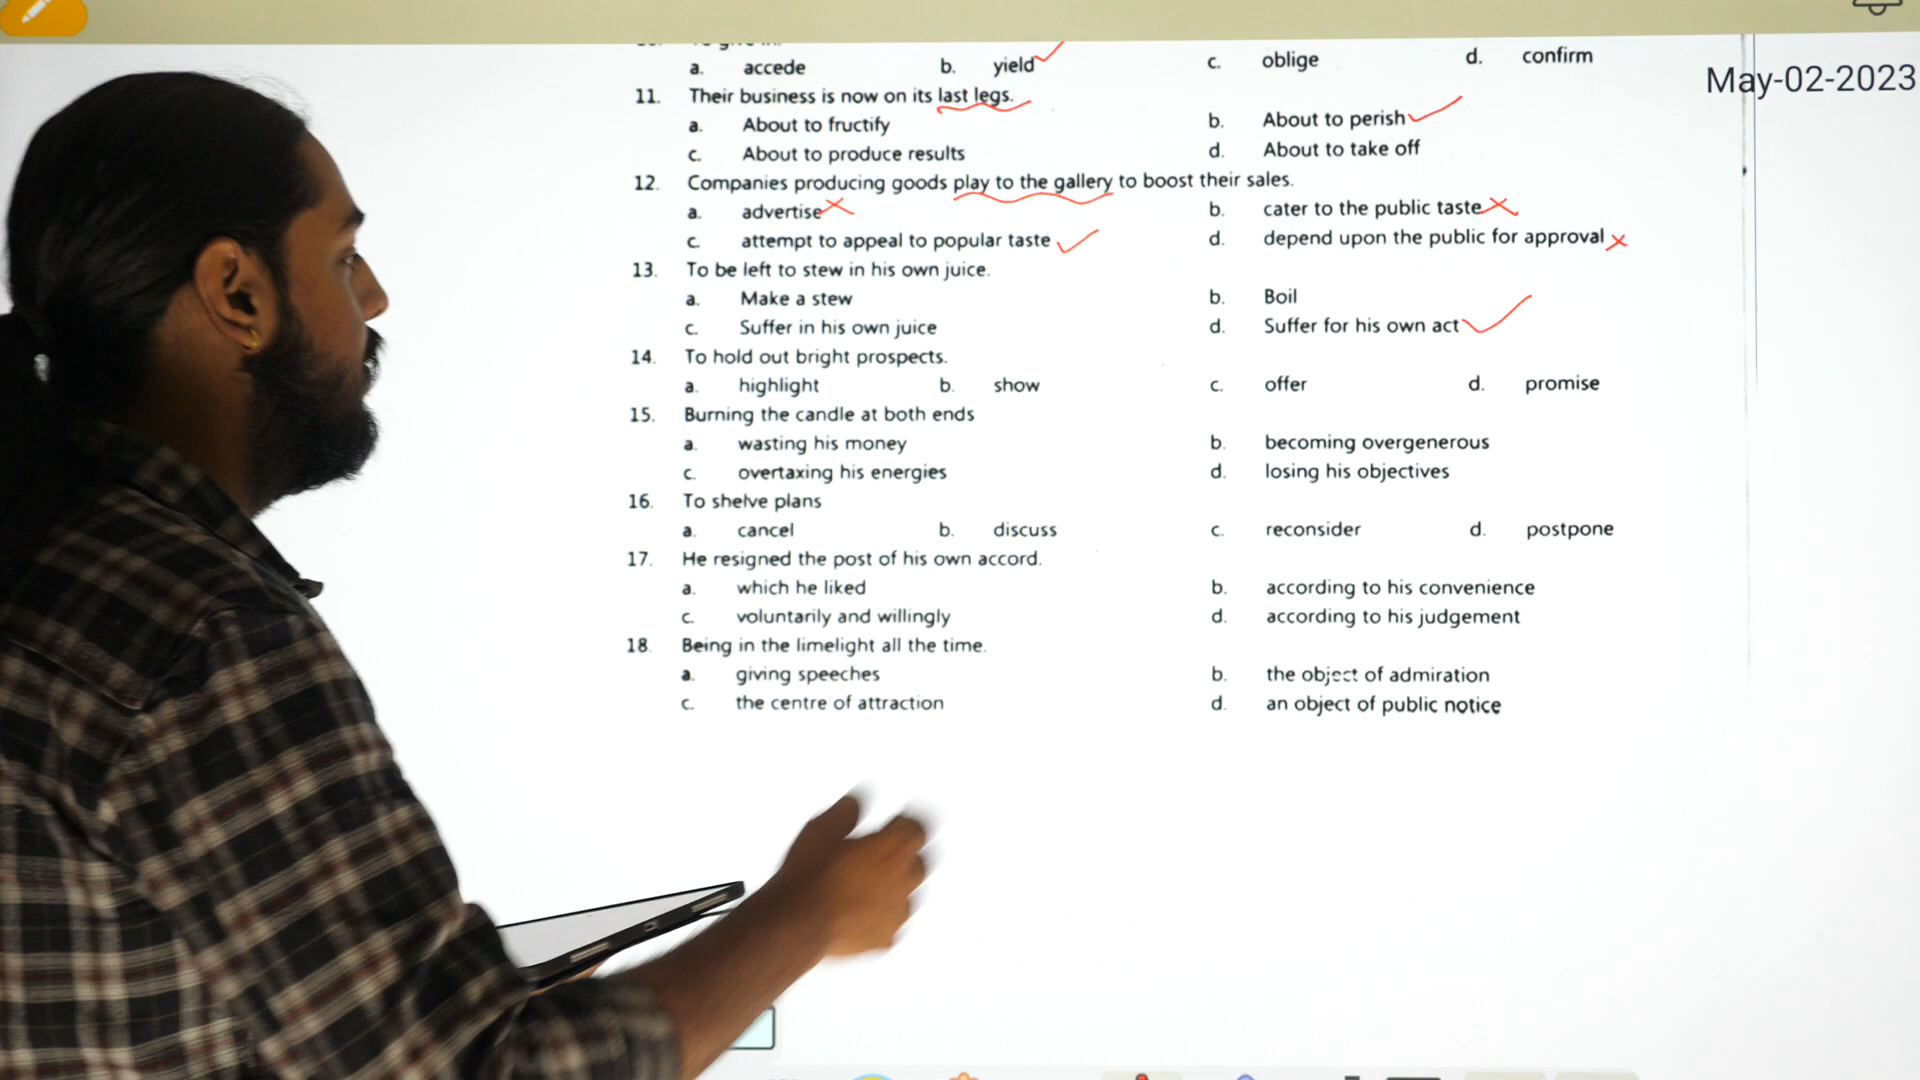 a. accede b. yield c. oblige d. confirm
May-02-2023
11. Their business is now on its last legs.
a. About to fructify b. About to perish
c. About to produce results d. About to take off
12. Companies producing goods play to the gallery to boost their sales.
a. advertise b. cater to the public taste
c. attempt to appeal to popular taste d. depend upon the public for approval
13. To be left to stew in his own juice.
a. Make a stew b. Boil
c. Suffer in his own juice d. Suffer for his own act
14. To hold out bright prospects.
a. highlight b. show c. offer d. promise
15. Burning the candle at both ends
a. wasting his money b. becoming overgenerous
c. overtaxing his energies d. losing his objectives
16. To shelve plans
a. cancel b. discuss c. reconsider d. postpone
17. He resigned the post of his own accord.
a. which he liked b. according to his convenience
c. voluntarily and willingly d. according to his judgement
18. Being in the limelight all the time.
a. giving speeches b. the object of admiration
c. the centre of attraction d. an object of public notice